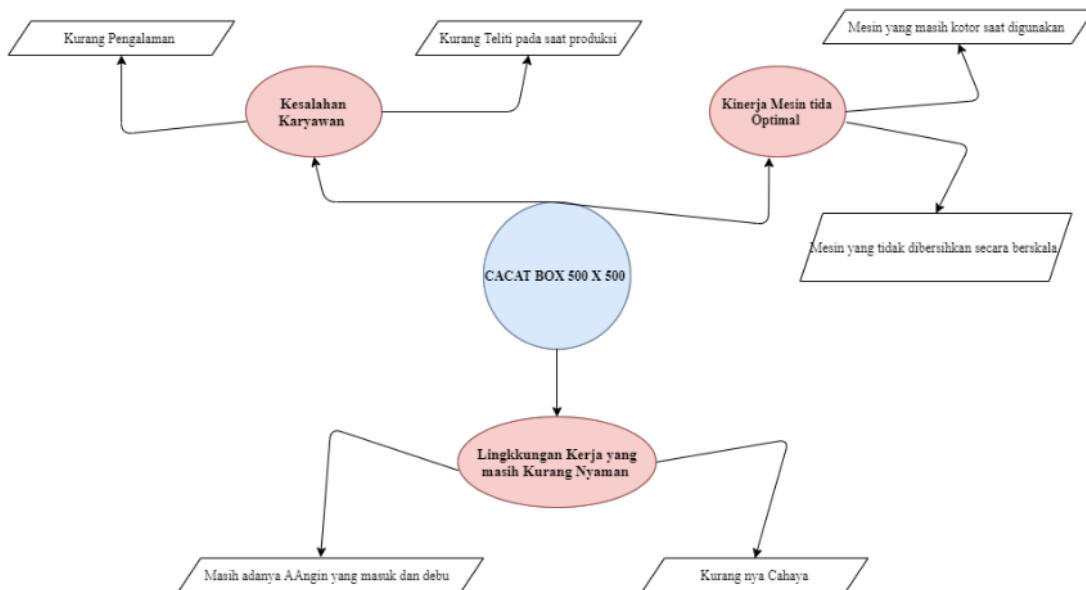 Kurang Pengalaman
Kurang Teliti pada saat produksi
Mesin yang masih kotor saat digunakan
Kesalahan
Karyawan
Kinerja Mesin tida
Optimal
Mesin yang tidak dibersihkan secara berskala
CACAT BOX 500 X 500
Lingkkungan Kerja yang
masih Kurang Nyaman
Masih adanya AAngin yang masuk dan debu
Kurang nya Cahaya